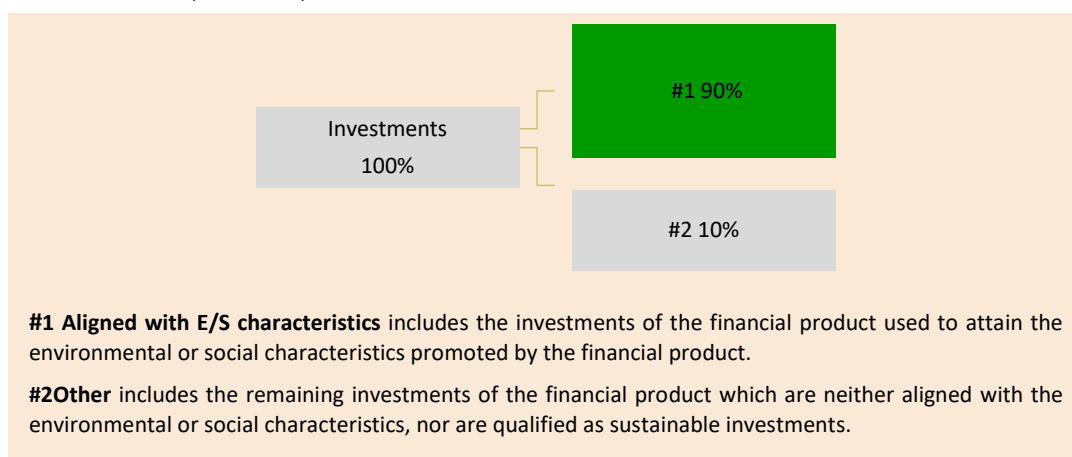 #1 90%
Investments
100%
#2 10%
#1 Aligned with E/S characteristics includes the investments of the financial product used to attain the
environmental or social characteristics promoted by the financial product.
#2Other includes the remaining investments of the financial product which are neither aligned with the
environmental or social characteristics, nor are qualified as sustainable investments.